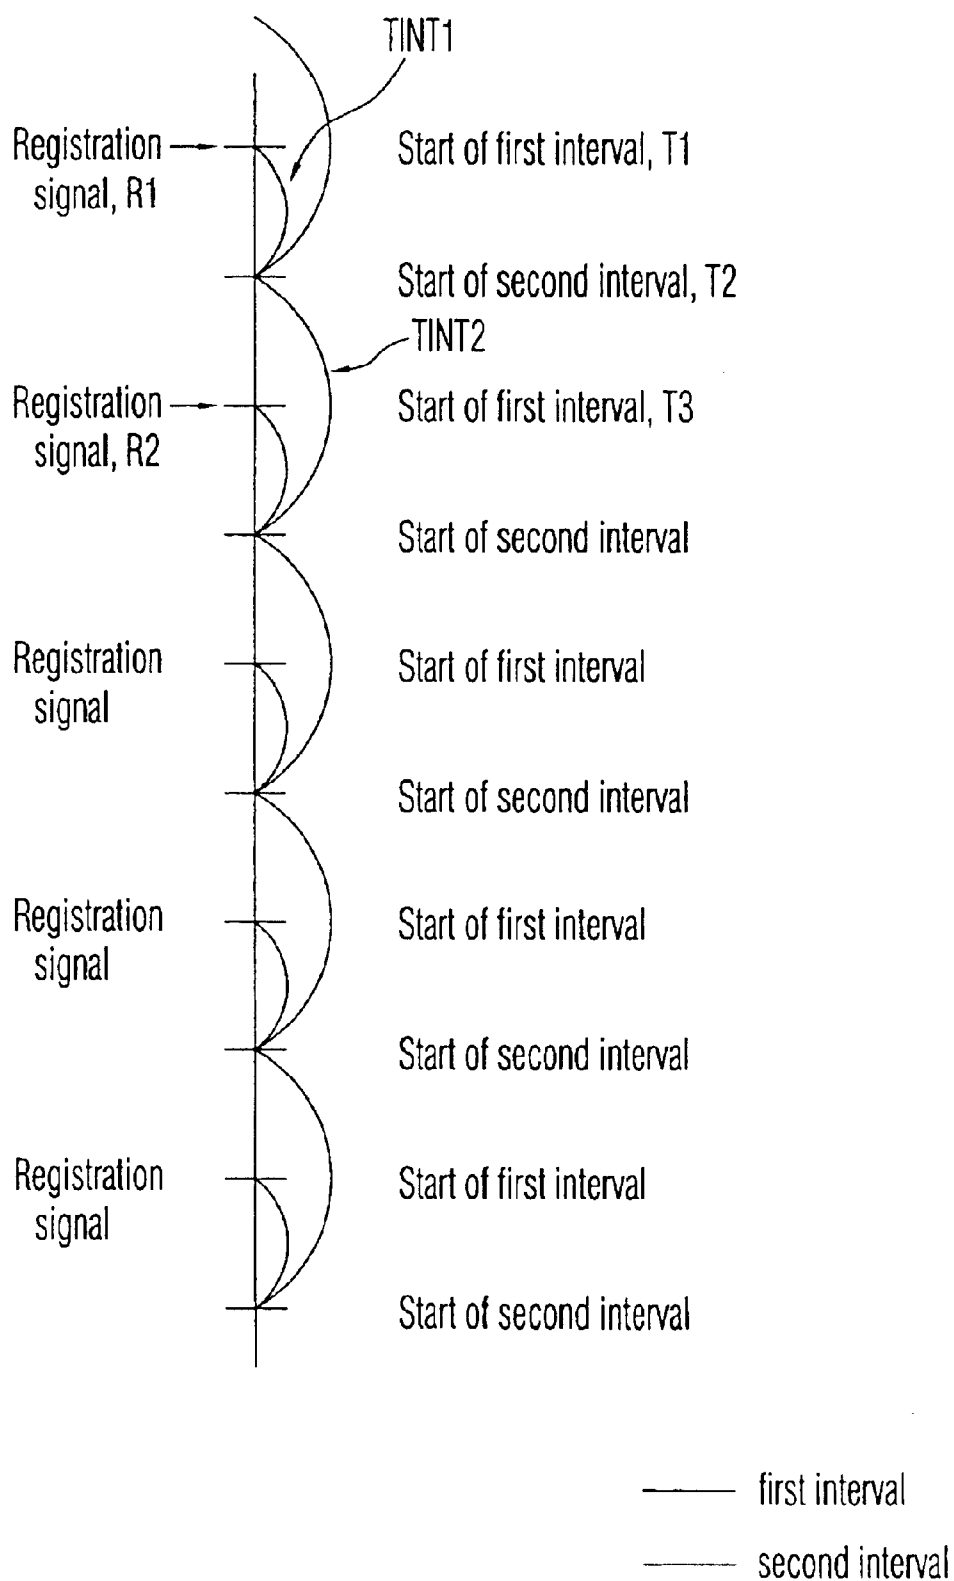 TINT1
Registration
signal, R1
Start of first interval, T1
Start of second interval, T2
TINT2
Registration
signal, R2
Start of first interval, T3
Start of second interval
Registration
signal
Start of first interval
Start of second interval
Registration
signal
Start of first interval
Start of second interval
Registration
signal
Start of first interval
Start of second interval
first interval
second interval